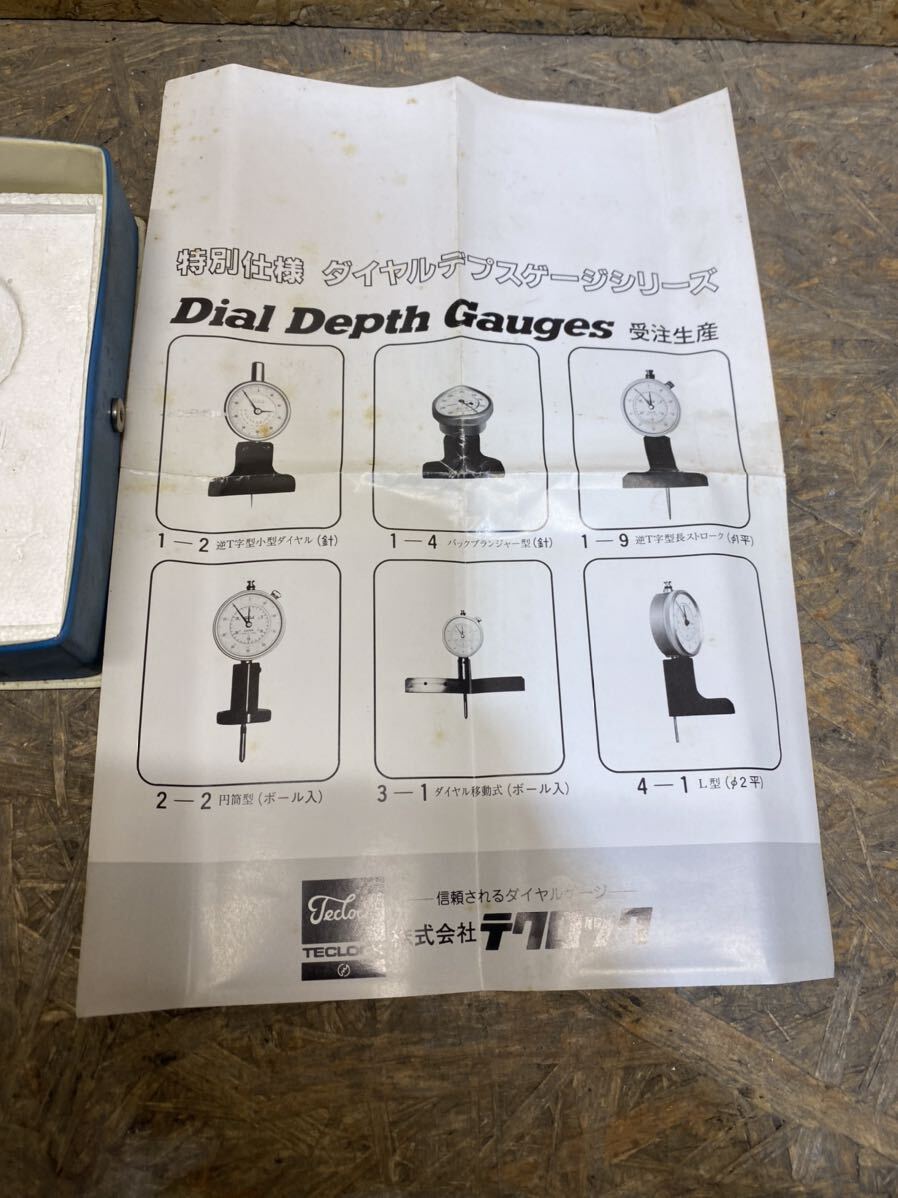 特別仕様 ダイヤルデプスゲージシリーズ
Dial Depth Gauges 受注生産
1－2 逆T字型小型ダイヤル(針)
1－4 バックプランジャー型(針)
1－9 逆T字型長ストローク(φ1平)
2－2 円筒型(ボール入)
3－1 ダイヤル移動式(ボール入)
4－1 L型(φ2平)
―信頼されるダイヤルゲージ―
Tecloc
TECLOC
株式会社 テクロック